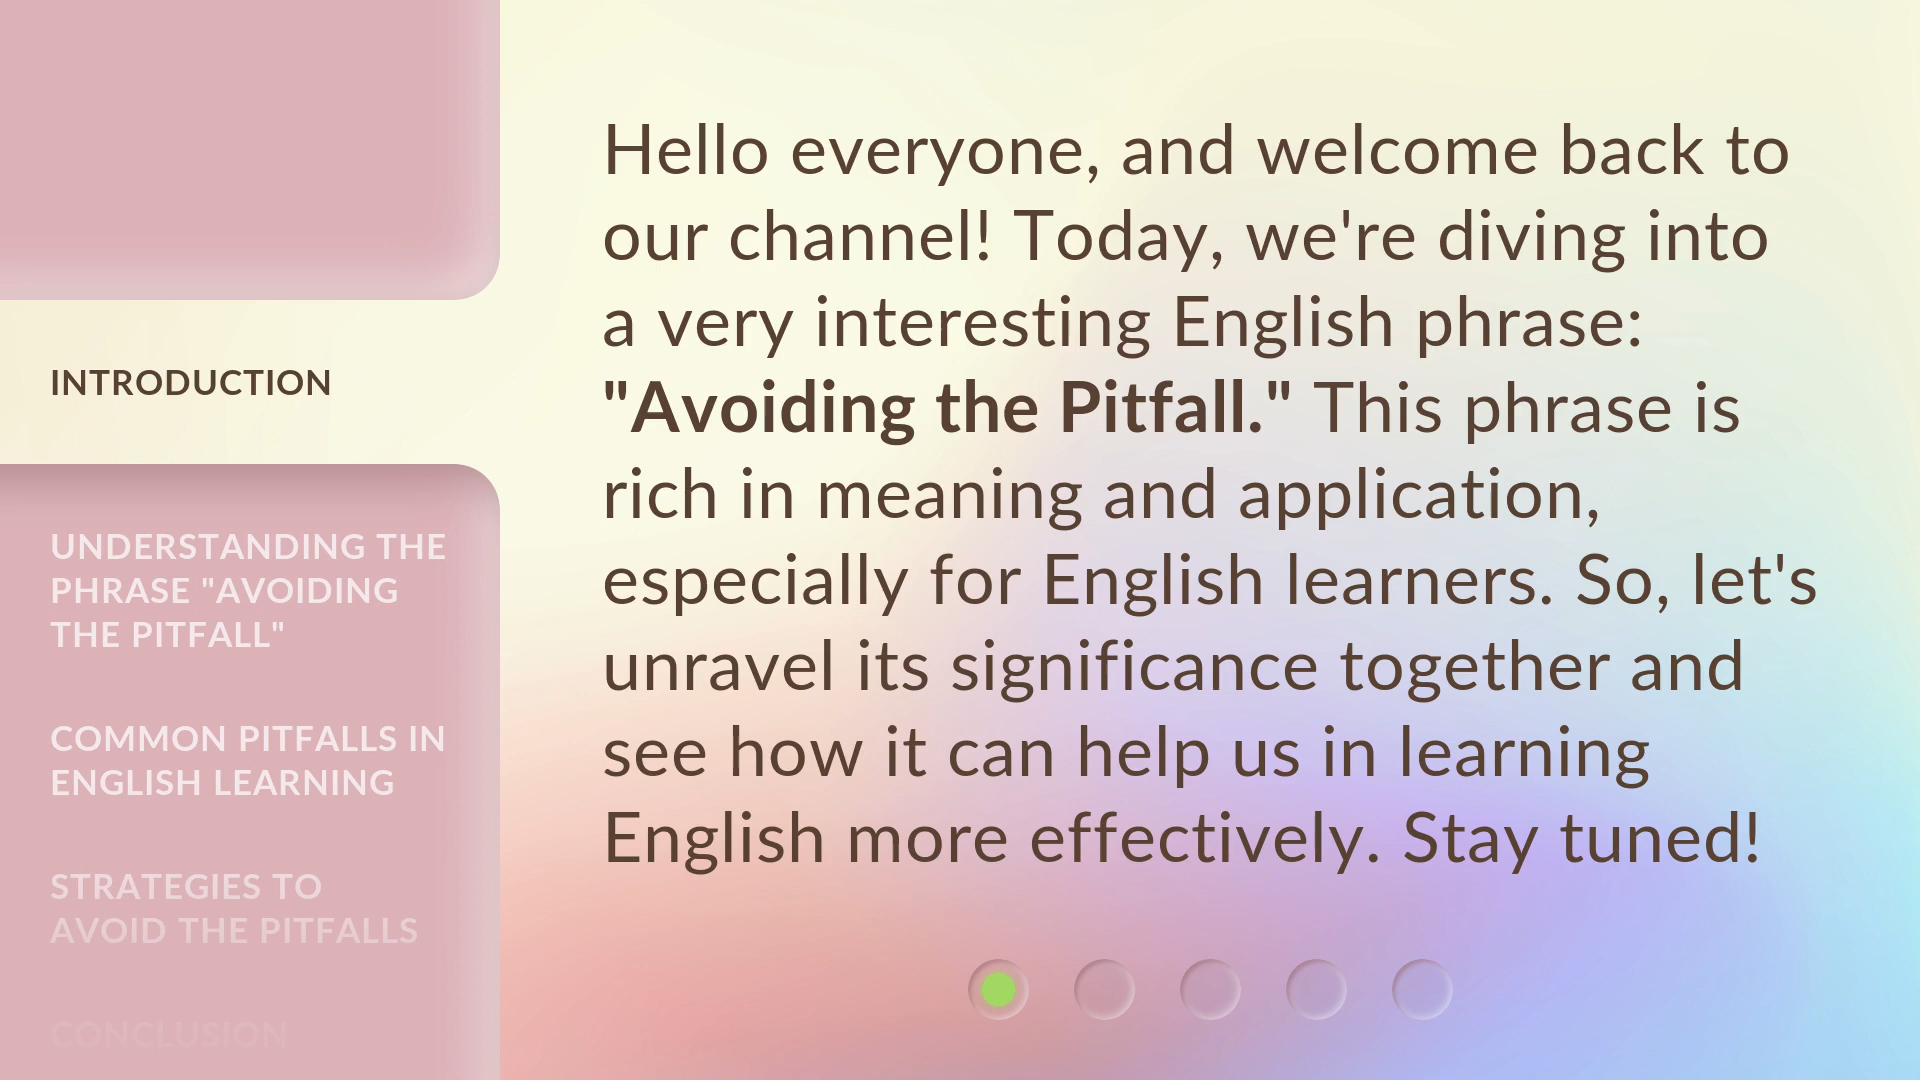 INTRODUCTION
UNDERSTANDING THE
PHRASE "AVOIDING
THE PITFALL"
COMMON PITFALLS IN
ENGLISH LEARNING
STRATEGIES TO
AVOID THE PITFALLS
CONCLUSION
Hello everyone, and welcome back to
our channel! Today, we're diving into
a very interesting English phrase:
"Avoiding the Pitfall." This phrase is
rich in meaning and application,
especially for English learners. So, let's
unravel its significance together and
see how it can help us in learning
English more effectively. Stay tuned!